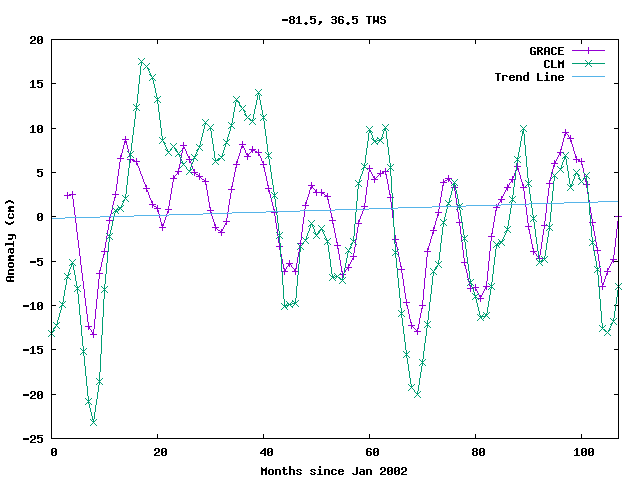 -81.5, 36.5 TWS
GRACE
CLM
Trend Line
20
15
10
5
0
-5
-10
-15
-20
-25
Anomaly (cm)
0 20 40 60 80 100
Months since Jan 2002